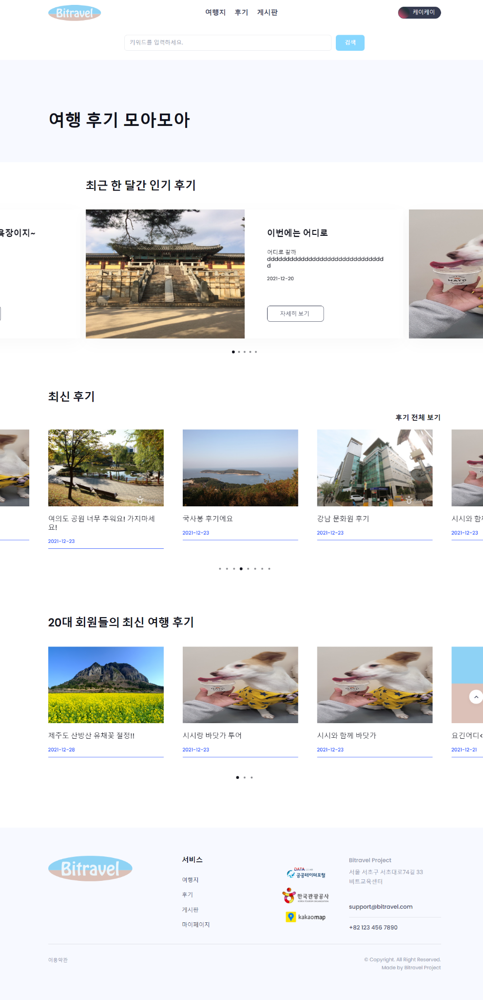 Bitravel
여행지 후기 게시판
케이케이
키워드를 입력하세요.
검색
여행 후기 모아모아
최근 한 달간 인기 후기
욕장이지~
이번에는 어디로
어디로 갈까
ddddddddddddddddddddddddddddddd
d
2021-12-20
자세히 보기
HATO
최신 후기
후기 전체 보기
여의도 공원 너무 추워요! 가지마세
요!
2021-12-23
국사봉 후기에요
2021-12-23
강남 문화원 후기
2021-12-23
시시와 함께
2021-12-23
20대 회원들의 최신 여행 후기
제주도 산방산 유채꽃 절정!!
2021-12-28
시시랑 바닷가 투어
2021-12-23
시시와 함께 바닷가
2021-12-23
요긴어디<
2021-12-21
Bitravel
서비스
여행지
후기
게시판
마이페이지
DATA GO.KR
공공데이터포털
한국관광공사
KOREA TOURISM ORGANIZATION
kakaomap
Bitravel Project
서울 서초구 서초대로74길 33
비트교육센터
support@bitravel.com
+82 123 456 7890
이용약관
© Copyright. All Right Reserved.
Made by Bitravel Project